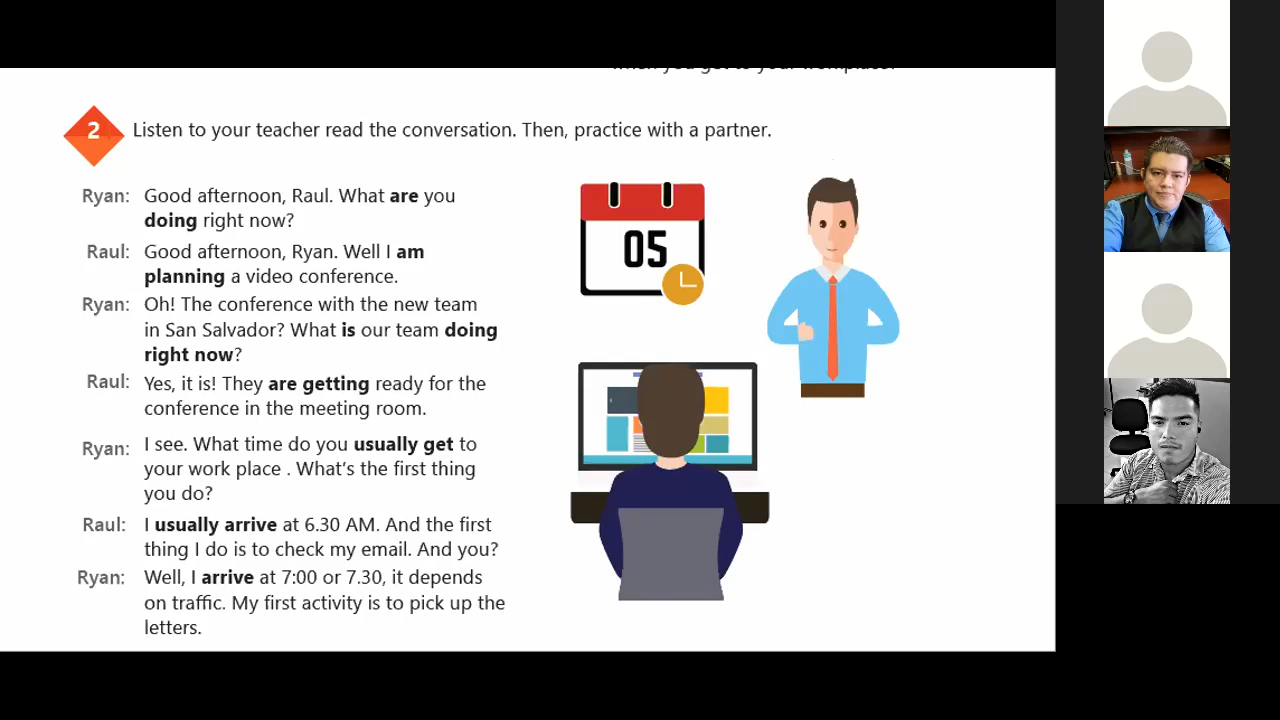 when you get to your workplace?
2 Listen to your teacher read the conversation. Then, practice with a partner.
Ryan: Good afternoon, Raul. What are you
doing right now?
Raul: Good afternoon, Ryan. Well I am
planning a video conference.
Ryan: Oh! The conference with the new team
in San Salvador? What is our team doing
right now?
Raul: Yes, it is! They are getting ready for the
conference in the meeting room.
Ryan: I see. What time do you usually get to
your work place . What's the first thing
you do?
Raul: I usually arrive at 6.30 AM. And the first
thing I do is to check my email. And you?
Ryan: Well, I arrive at 7:00 or 7.30, it depends
on traffic. My first activity is to pick up the
letters.
05